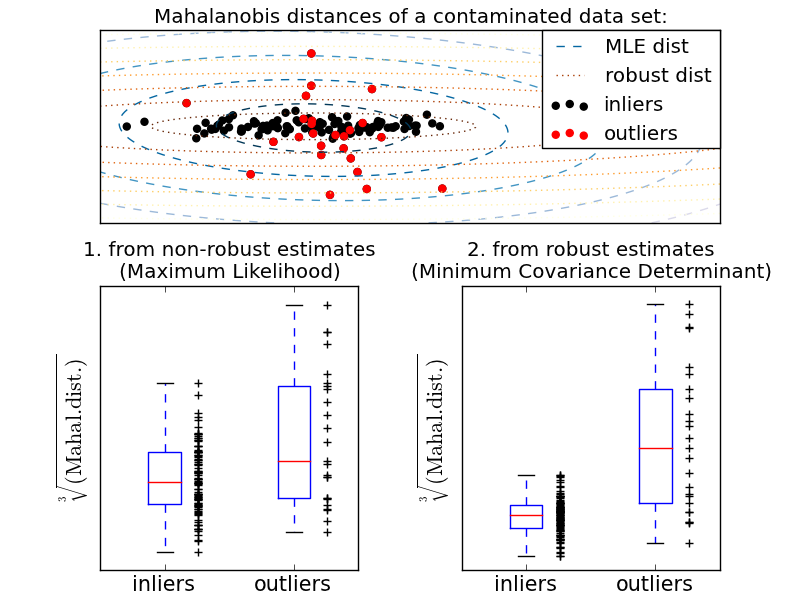 Mahalanobis distances of a contaminated data set:
MLE dist
robust dist
inliers
outliers
1. from non-robust estimates
(Maximum Likelihood)
2. from robust estimates
(Minimum Covariance Determinant)
∛(Mahal.dist.)
∛(Mahal.dist.)
inliers outliers
inliers outliers